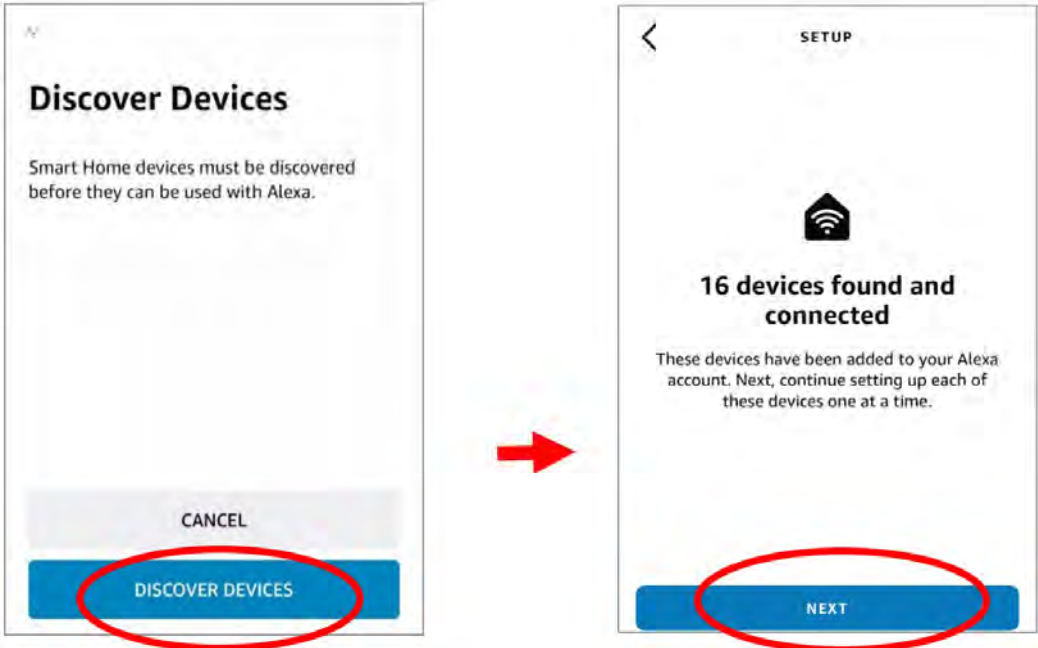 Discover Devices
Smart Home devices must be discovered
before they can be used with Alexa.
CANCEL
DISCOVER DEVICES
SETUP
16 devices found and
connected
These devices have been added to your Alexa
account. Next, continue setting up each of
these devices one at a time.
NEXT